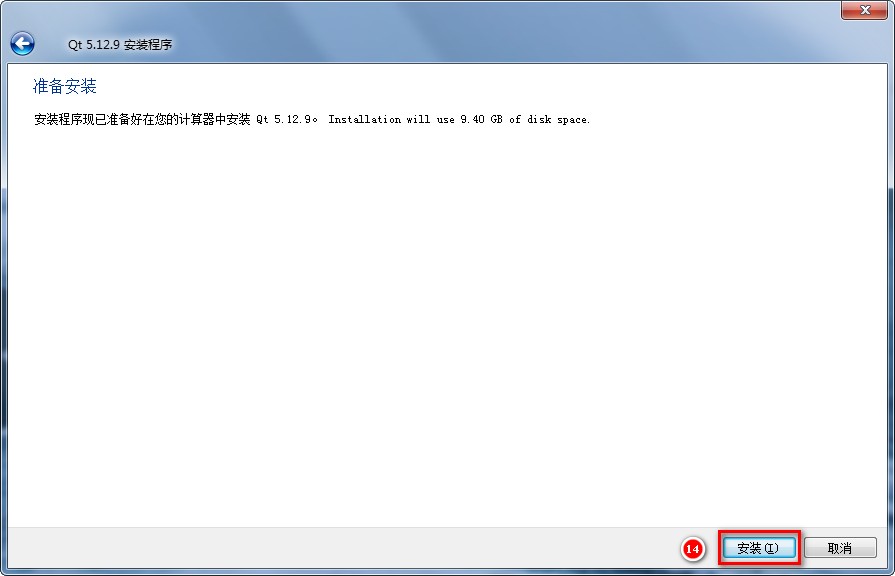 Qt 5.12.9 安装程序
准备安装
安装程序现已准备好在您的计算器中安装 Qt 5.12.9。 Installation will use 9.40 GB of disk space.
14 安装(I) 取消